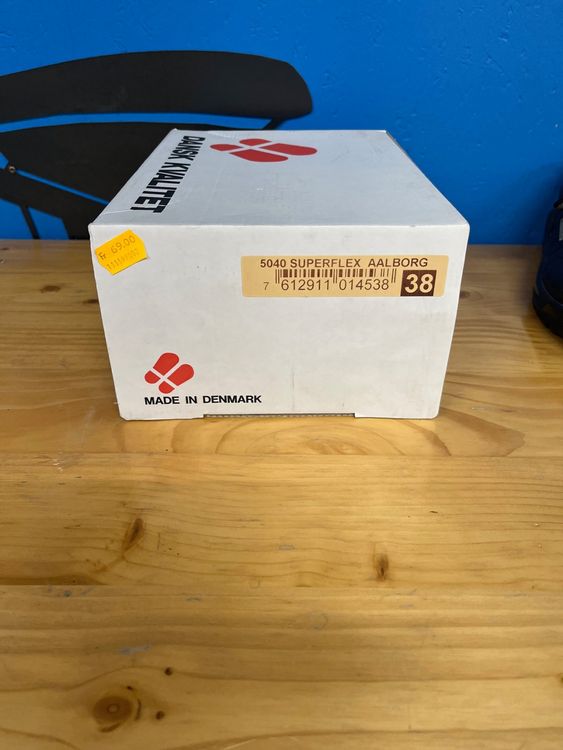 DANSK KVALITET
Fr 69.00
5040 SUPERFLEX AALBORG
7 612911 014538
38
MADE IN DENMARK